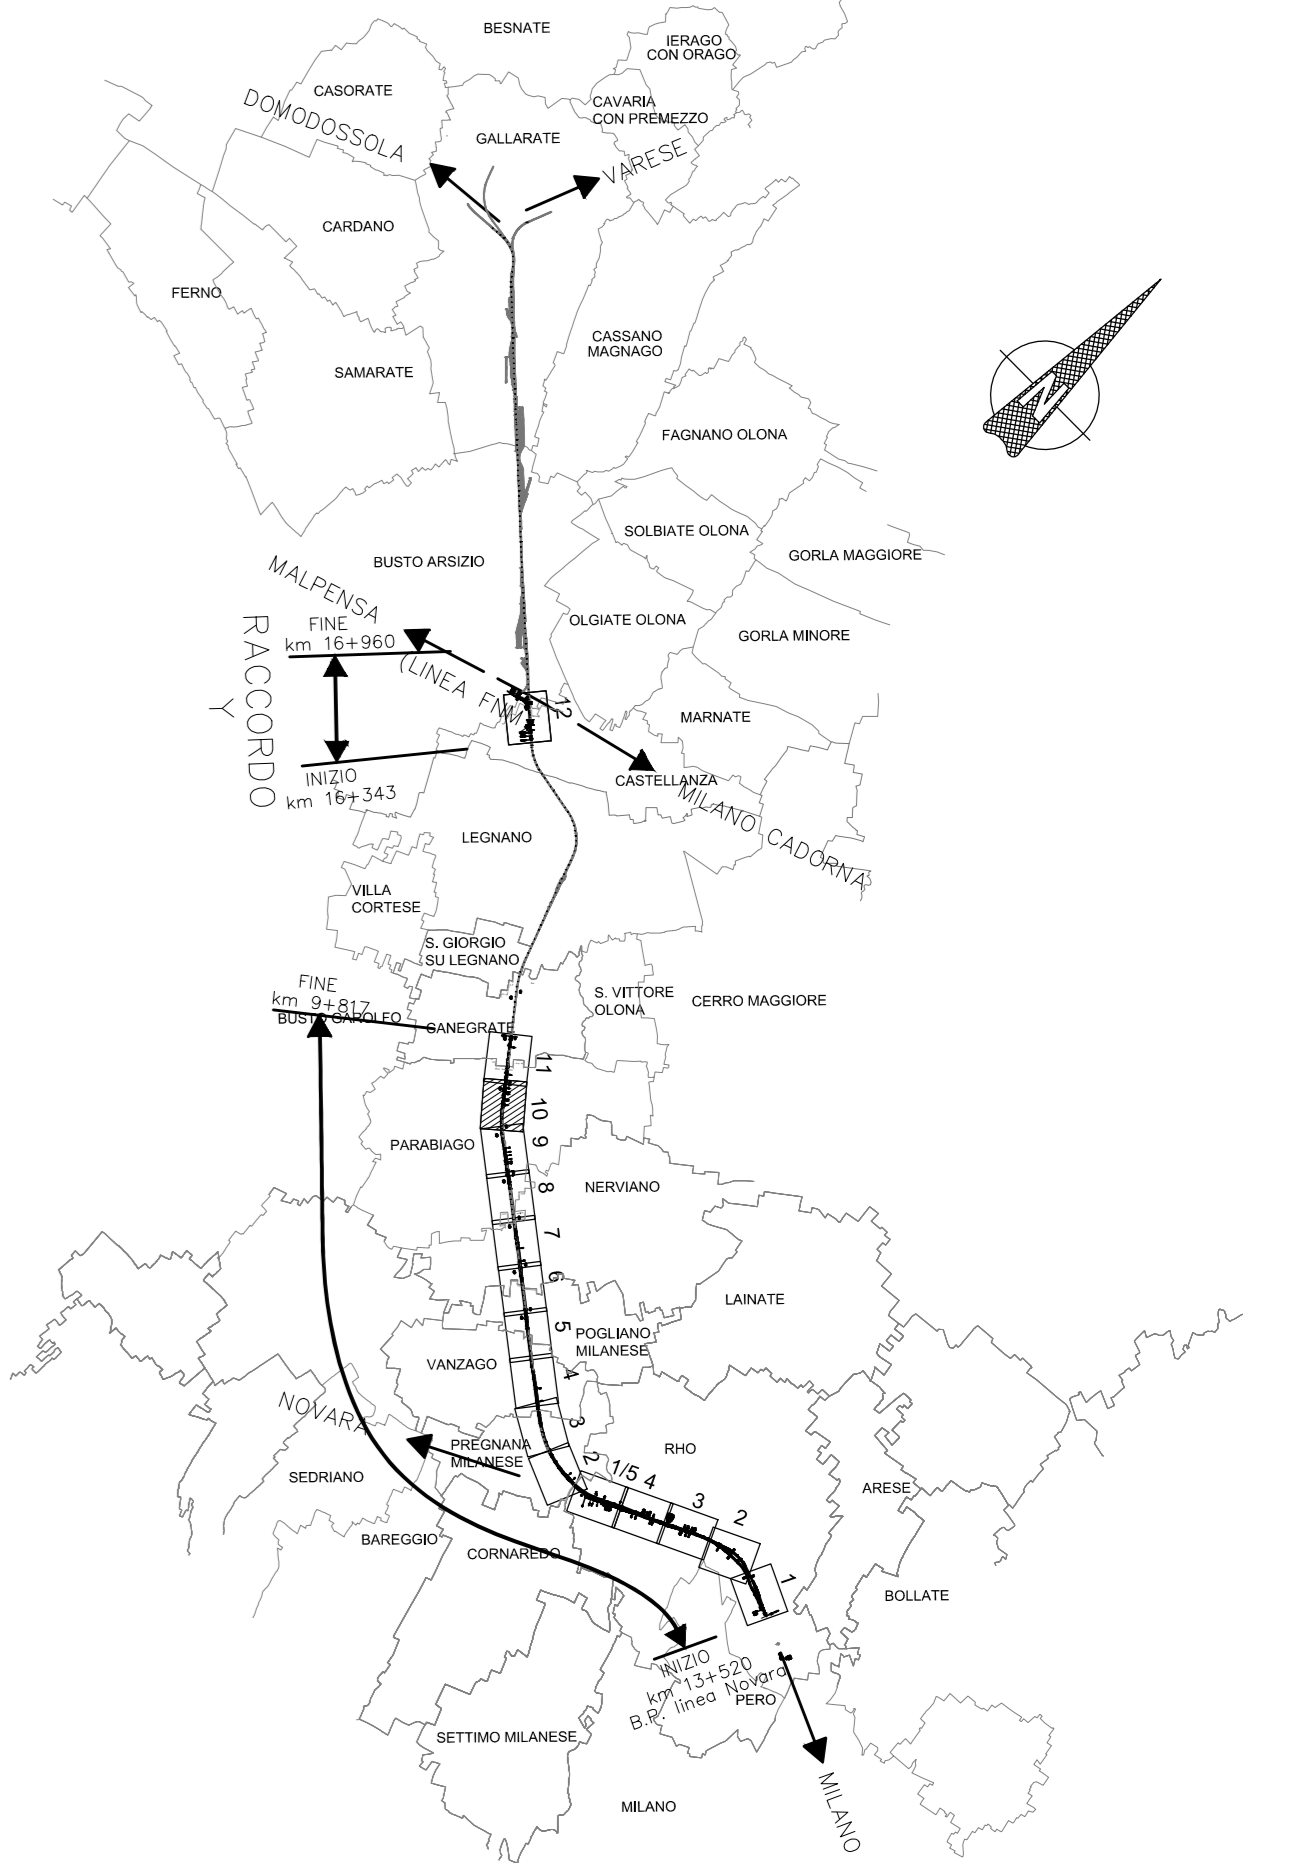 BESNATE
IERAGO
CON ORAGO
CASORATE
DOMODOSSOLA
CAVARIA
CON PREMEZZO
GALLARATE
VARESE
CARDANO
FERNO
CASSANO
MAGNAGO
SAMARATE
N
FAGNANO OLONA
SOLBIATE OLONA
GORLA MAGGIORE
BUSTO ARSIZIO
MALPENSA
(LINEA FNM)
OLGIATE OLONA
GORLA MINORE
FINE
km 16+960
RACCORDO
Y
12
MARNATE
INIZIO
km 16+343
CASTELLANZA
MILANO CADORNA
LEGNANO
VILLA
CORTESE
S. GIORGIO
SU LEGNANO
FINE
km 9+817
BUSTO GAROLFO
CANEGRATE
S. VITTORE
OLONA
CERRO MAGGIORE
11
10
9
PARABIAGO
8
NERVIANO
7
6
LAINATE
5
POGLIANO
MILANESE
VANZAGO
4
NOVARA
3
PREGNANA
MILANESE
RHO
2
1/5
4
3
2
1
SEDRIANO
ARESE
BAREGGIO
CORNAREDO
BOLLATE
INIZIO
km 13+520
B.P. linea Novara
PERO
SETTIMO MILANESE
MILANO
MILANO